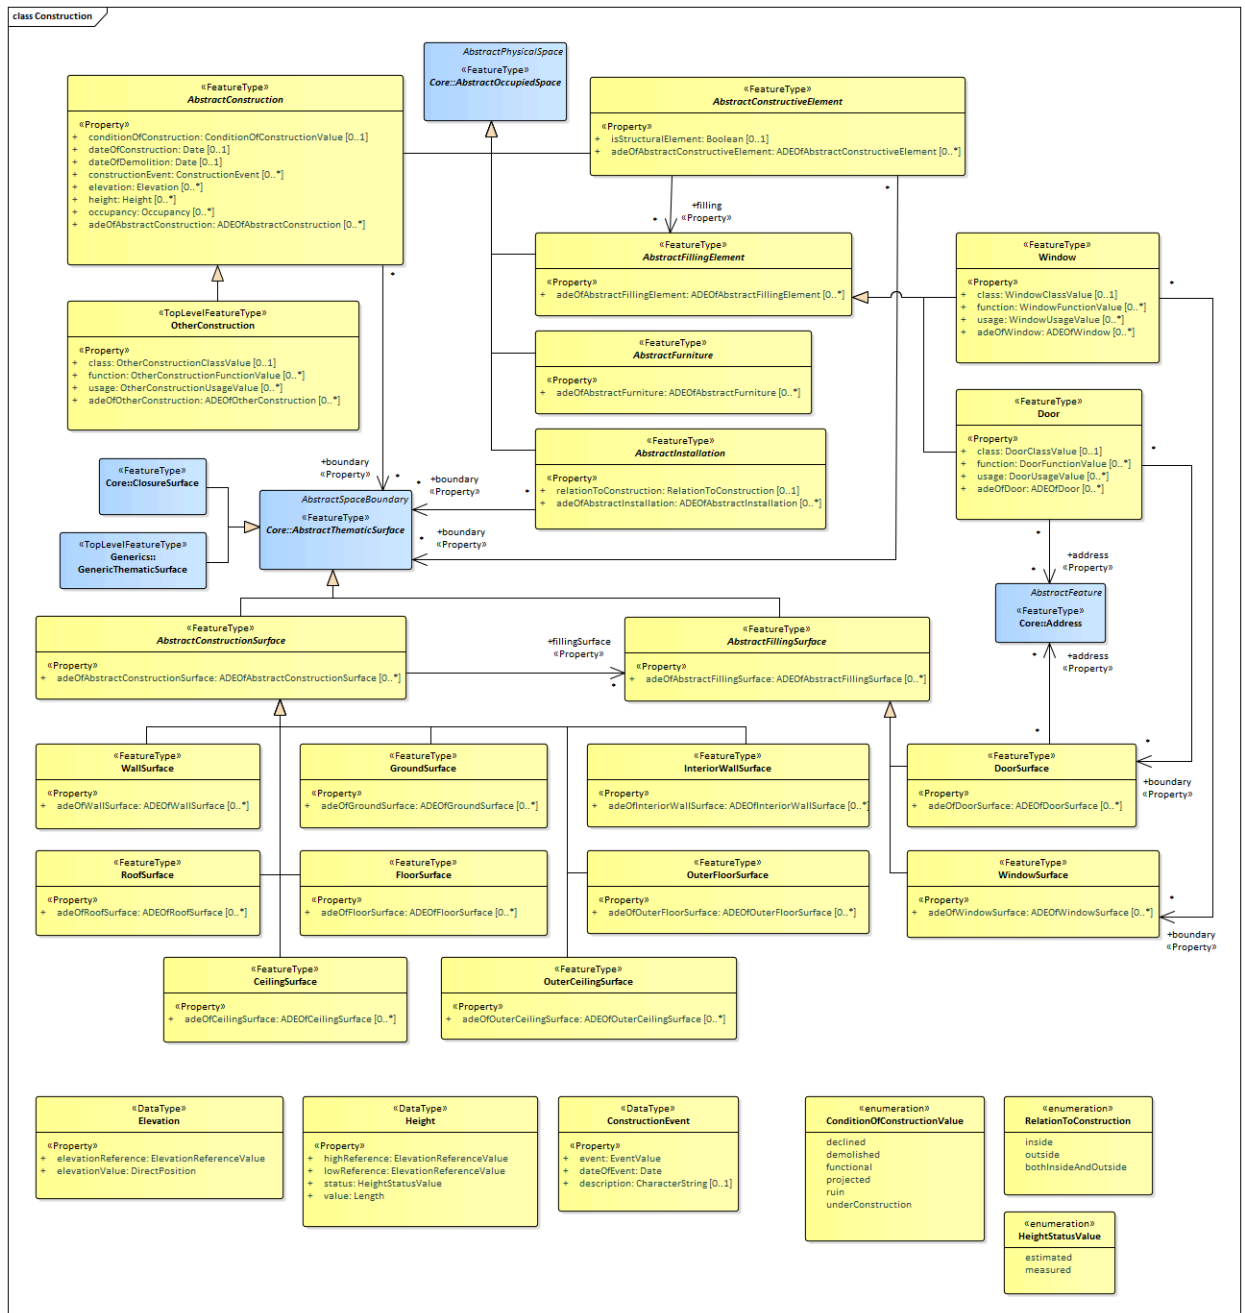 class Construction
AbstractPhysicalSpace
«FeatureType»
Core::AbstractOccupiedSpace
«FeatureType»
AbstractConstruction
«Property»
+ conditionOfConstruction: ConditionOfConstructionValue [0..1]
+ dateOfConstruction: Date [0..1]
+ dateOfDemolition: Date [0..1]
+ constructionEvent: ConstructionEvent [0..*]
+ elevation: Elevation [0..*]
+ height: Height [0..*]
+ occupancy: Occupancy [0..*]
+ adeOfAbstractConstruction: ADEOfAbstractConstruction [0..*]
«FeatureType»
AbstractConstructiveElement
«Property»
+ isStructuralElement: Boolean [0..1]
+ adeOfAbstractConstructiveElement: ADEOfAbstractConstructiveElement [0..*]
*
+filling
* «Property»
«FeatureType»
AbstractFillingElement
«Property»
+ adeOfAbstractFillingElement: ADEOfAbstractFillingElement [0..*]
«FeatureType»
Window
«Property»
+ class: WindowClassValue [0..1]
+ function: WindowFunctionValue [0..*]
+ usage: WindowUsageValue [0..*]
+ adeOfWindow: ADEOfWindow [0..*]
*
*
«TopLevelFeatureType»
OtherConstruction
«Property»
+ class: OtherConstructionClassValue [0..1]
+ function: OtherConstructionFunctionValue [0..*]
+ usage: OtherConstructionUsageValue [0..*]
+ adeOfOtherConstruction: ADEOfOtherConstruction [0..*]
«FeatureType»
AbstractFurniture
«Property»
+ adeOfAbstractFurniture: ADEOfAbstractFurniture [0..*]
«FeatureType»
Door
«Property»
+ class: DoorClassValue [0..1]
+ function: DoorFunctionValue [0..*]
+ usage: DoorUsageValue [0..*]
+ adeOfDoor: ADEOfDoor [0..*]
*
«FeatureType»
AbstractInstallation
«Property»
+ relationToConstruction: RelationToConstruction [0..1]
+ adeOfAbstractInstallation: ADEOfAbstractInstallation [0..*]
+boundary
«Property» *
* +boundary
«Property» *
* +boundary
«Property»
«FeatureType»
Core::ClosureSurface
AbstractSpaceBoundary
«FeatureType»
Core::AbstractThematicSurface
«TopLevelFeatureType»
Generics::
GenericThematicSurface
*
* +address
«Property»
AbstractFeature
«FeatureType»
Core::Address
* +address
«Property»
*
«FeatureType»
AbstractConstructionSurface
«Property»
+ adeOfAbstractConstructionSurface: ADEOfAbstractConstructionSurface [0..*]
+fillingSurface
«Property»
*
«FeatureType»
AbstractFillingSurface
«Property»
+ adeOfAbstractFillingSurface: ADEOfAbstractFillingSurface [0..*]
«FeatureType»
WallSurface
«Property»
+ adeOfWallSurface: ADEOfWallSurface [0..*]
«FeatureType»
GroundSurface
«Property»
+ adeOfGroundSurface: ADEOfGroundSurface [0..*]
«FeatureType»
InteriorWallSurface
«Property»
+ adeOfInteriorWallSurface: ADEOfInteriorWallSurface [0..*]
«FeatureType»
DoorSurface
«Property»
+ adeOfDoorSurface: ADEOfDoorSurface [0..*]
*
+boundary
«Property»
«FeatureType»
RoofSurface
«Property»
+ adeOfRoofSurface: ADEOfRoofSurface [0..*]
«FeatureType»
FloorSurface
«Property»
+ adeOfFloorSurface: ADEOfFloorSurface [0..*]
«FeatureType»
OuterFloorSurface
«Property»
+ adeOfOuterFloorSurface: ADEOfOuterFloorSurface [0..*]
«FeatureType»
WindowSurface
«Property»
+ adeOfWindowSurface: ADEOfWindowSurface [0..*]
*
+boundary
«Property»
«FeatureType»
CeilingSurface
«Property»
+ adeOfCeilingSurface: ADEOfCeilingSurface [0..*]
«FeatureType»
OuterCeilingSurface
«Property»
+ adeOfOuterCeilingSurface: ADEOfOuterCeilingSurface [0..*]
«DataType»
Elevation
«Property»
+ elevationReference: ElevationReferenceValue
+ elevationValue: DirectPosition
«DataType»
Height
«Property»
+ highReference: ElevationReferenceValue
+ lowReference: ElevationReferenceValue
+ status: HeightStatusValue
+ value: Length
«DataType»
ConstructionEvent
«Property»
+ event: EventValue
+ dateOfEvent: Date
+ description: CharacterString [0..1]
«enumeration»
ConditionOfConstructionValue
declined
demolished
functional
projected
ruin
underConstruction
«enumeration»
RelationToConstruction
inside
outside
bothInsideAndOutside
«enumeration»
HeightStatusValue
estimated
measured